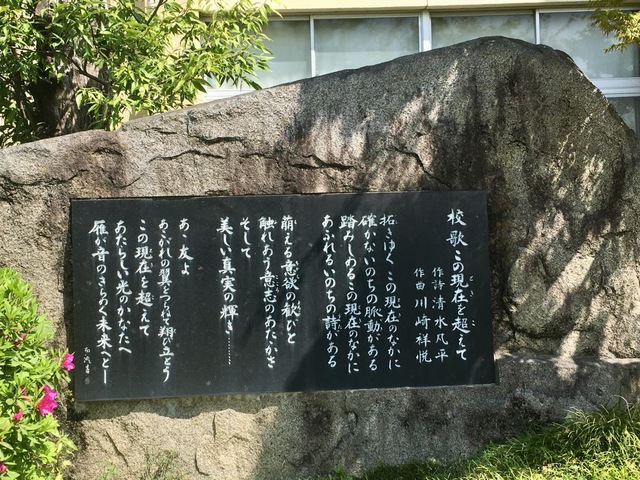 校歌 この現在を超えて
とき こ
作詩 清水凡平
作曲 川崎祥悦
拓きゆく この現在のなかに
確かないのちの脈動がある
踏みしめる この現在のなかに
あふれるいのちの詩がある
萌える意欲の歓びと
触れあう意志のあたたかさ
そして
美しい真実の輝き………
あゝ 友よ
あこがれの翼をつらねて 翔び立とう
この現在を 超えて
あたらしい光のかなたへ
雁が音のきらめく未来へと―